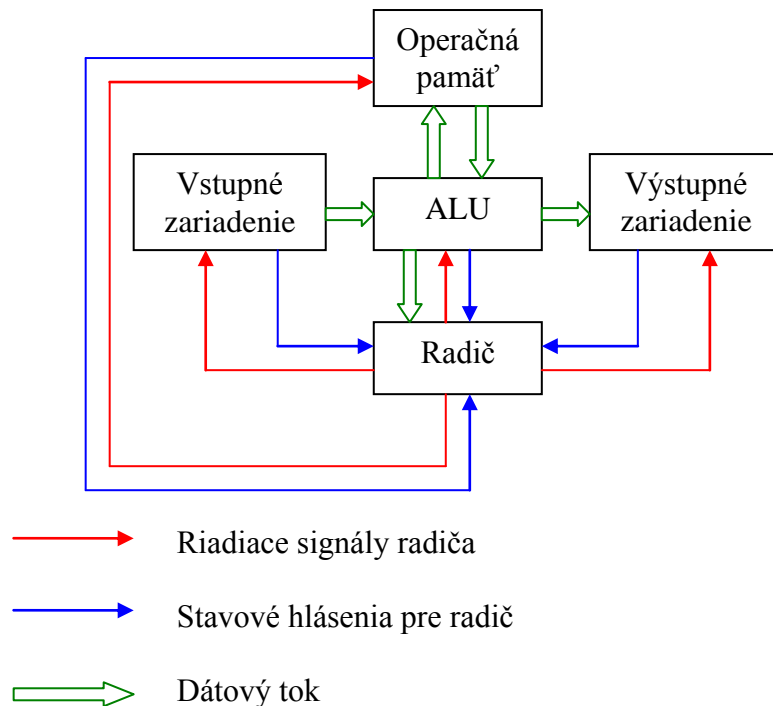 Operačná
pamäť
Vstupné
zariadenie
ALU
Výstupné
zariadenie
Radič
Riadiace signály radiča
Stavové hlásenia pre radič
Dátový tok